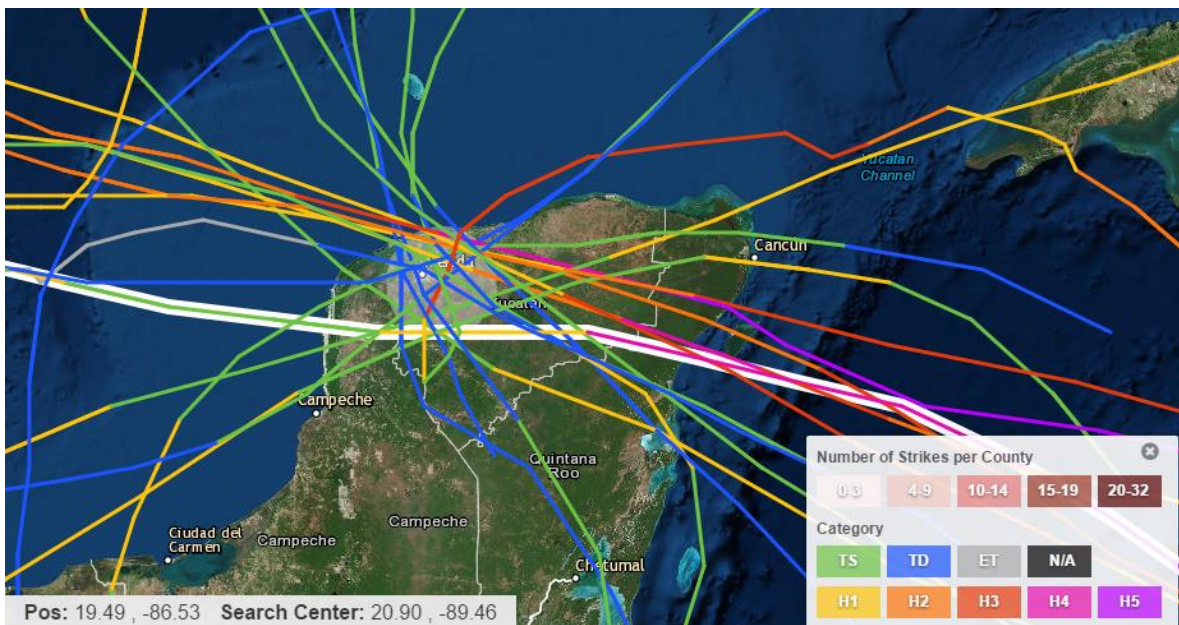 Yucatan
Channel
Cancun
Yucatan
Campeche
Quintana
Roo
Campeche
Ciudad del
Carmen
Campeche
Chetumal
Number of Strikes per County
0-3 4-9 10-14 15-19 20-32
Category
TS TD ET N/A
H1 H2 H3 H4 H5
Pos: 19.49 , -86.53 Search Center: 20.90 , -89.46